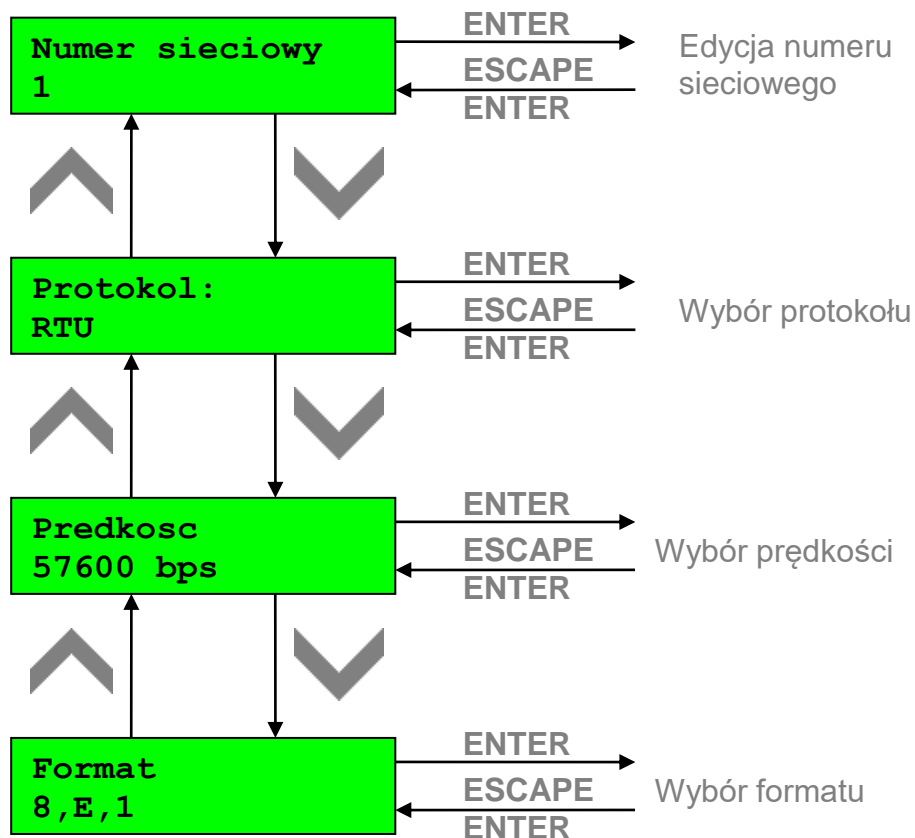 Numer sieciowy
1
ENTER
ESCAPE
ENTER
Edycja numeru
sieciowego
Protokol:
RTU
ENTER
ESCAPE
ENTER
Wybór protokołu
Predkosc
57600 bps
ENTER
ESCAPE
ENTER
Wybór prędkości
Format
8,E,1
ENTER
ESCAPE
ENTER
Wybór formatu